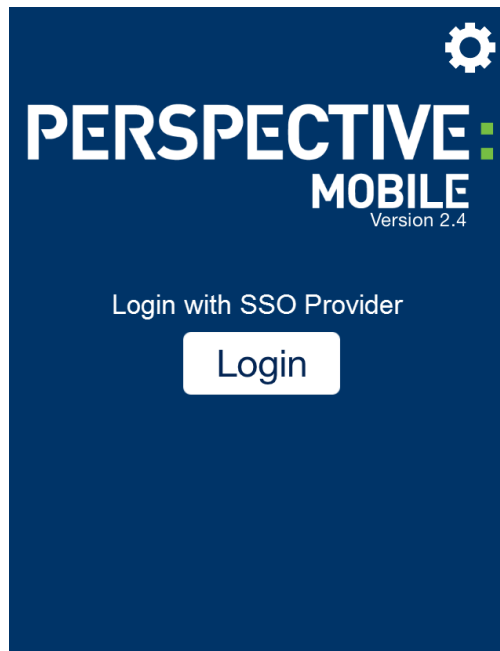 PERSPECTIVE:
MOBILE
Version 2.4
Login with SSO Provider
Login